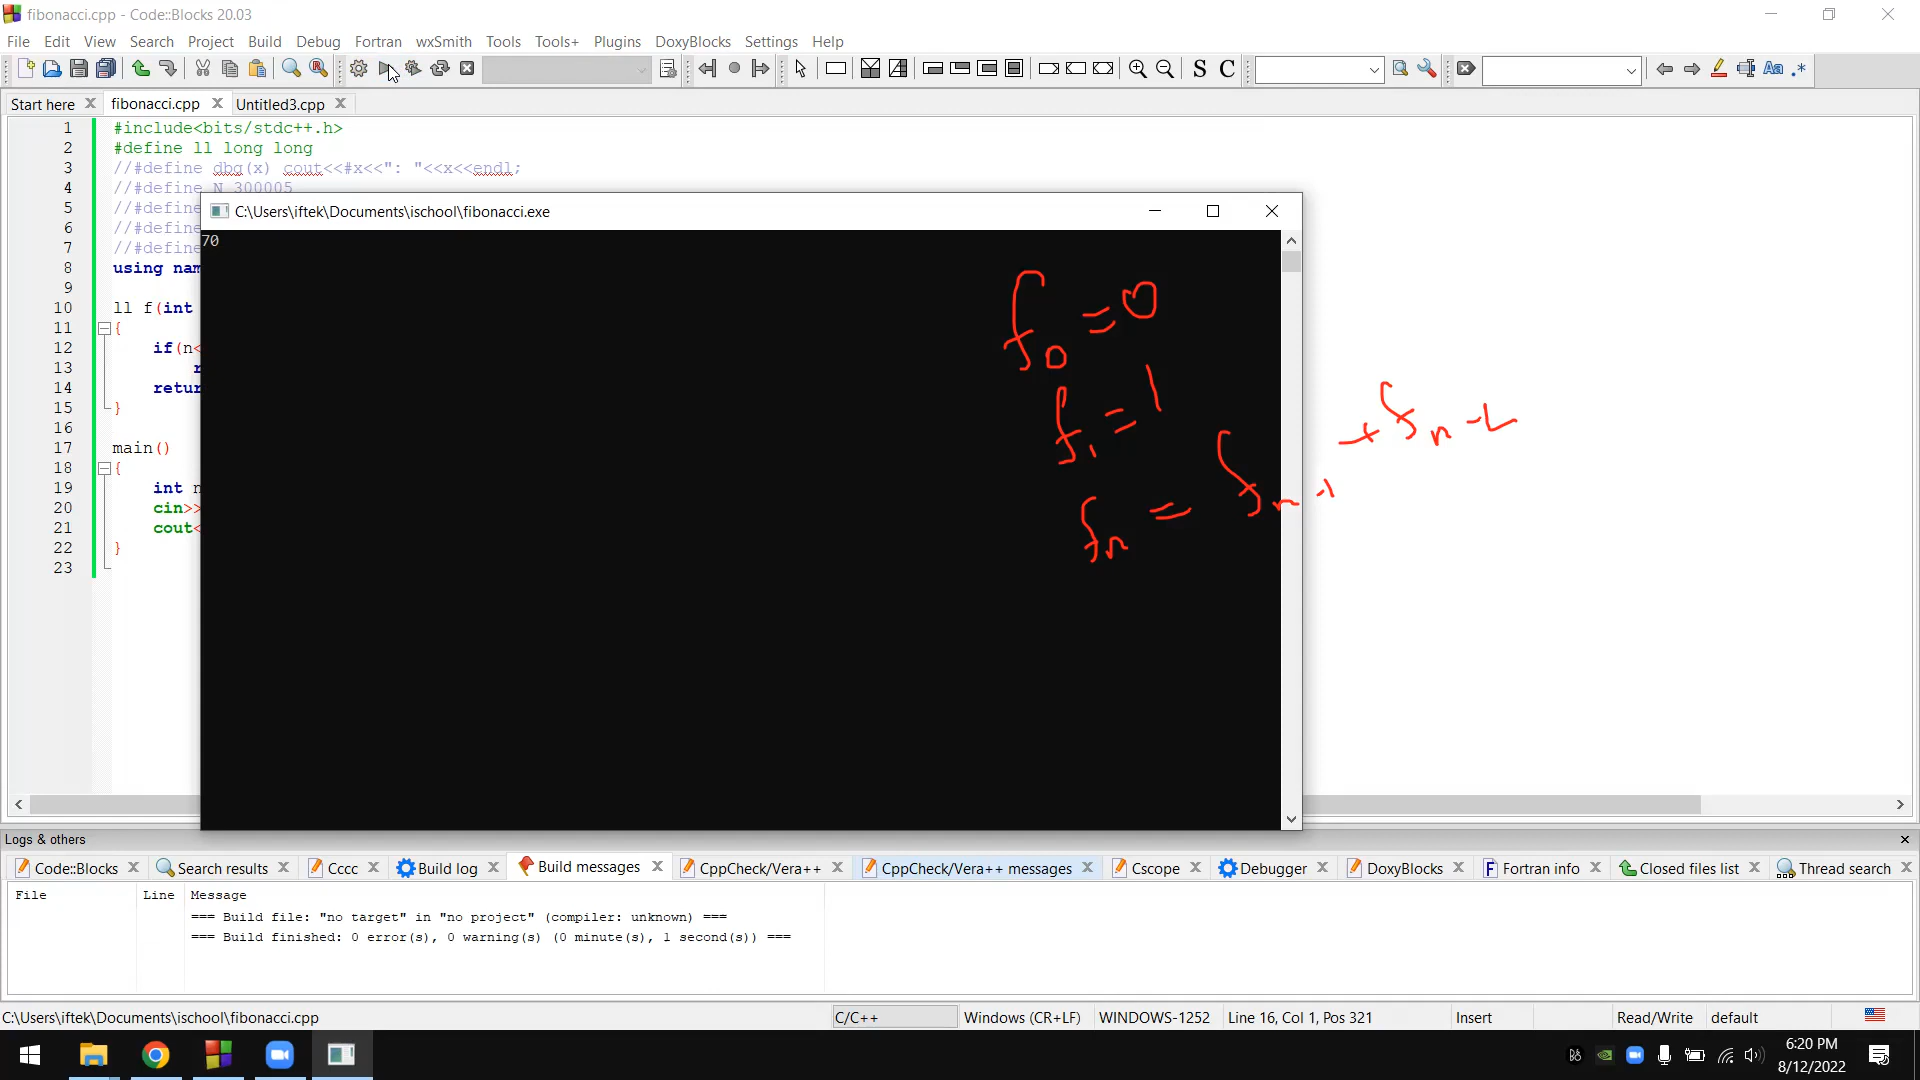 fibonacci.cpp - Code::Blocks 20.03
File Edit View Search Project Build Debug Fortran wxSmith Tools Tools+ Plugins DoxyBlocks Settings Help
S C Aa .*
Start here fibonacci.cpp Untitled3.cpp
1 #include<bits/stdc++.h>
2 #define ll long long
3 //#define dbg(x) cout<<#x<<": "<<x<<endl;
4 //#define N 300005
5 //#define
6 //#define
7 //#define
8 using nam
9
10 ll f(int
11 {
12 if(n<
13 r
14 retur
15 }
16
17 main()
18 {
19 int n
20 cin>>
21 cout<
22 }
23
C:\Users\iftek\Documents\ischool\fibonacci.exe
70
f0 = 0
f1 = 1
fn = fn-1 + fn-2
Logs & others
Code::Blocks Search results Cccc Build log Build messages CppCheck/Vera++ CppCheck/Vera++ messages Cscope Debugger DoxyBlocks Fortran info Closed files list Thread search
File Line Message
=== Build file: "no target" in "no project" (compiler: unknown) ===
=== Build finished: 0 error(s), 0 warning(s) (0 minute(s), 1 second(s)) ===
C:\Users\iftek\Documents\ischool\fibonacci.cpp C/C++ Windows (CR+LF) WINDOWS-1252 Line 16, Col 1, Pos 321 Insert Read/Write default
6:20 PM
8/12/2022